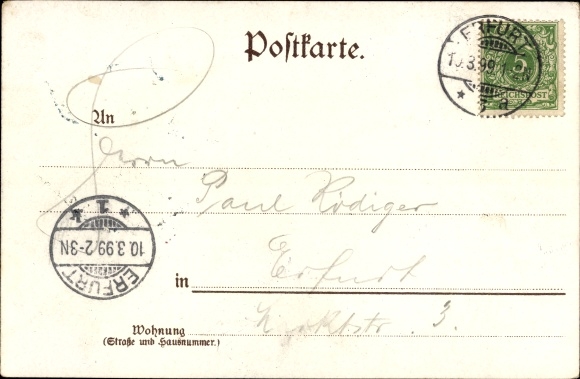 Postkarte.
ERFURT
10.3.99
5
REICHSPOST
An
Herrn
Paul Rödiger
1
10.3.99.2-3N
ERFURT
in Erfurt
3.
Wohnung
(Straße und Hausnummer.)